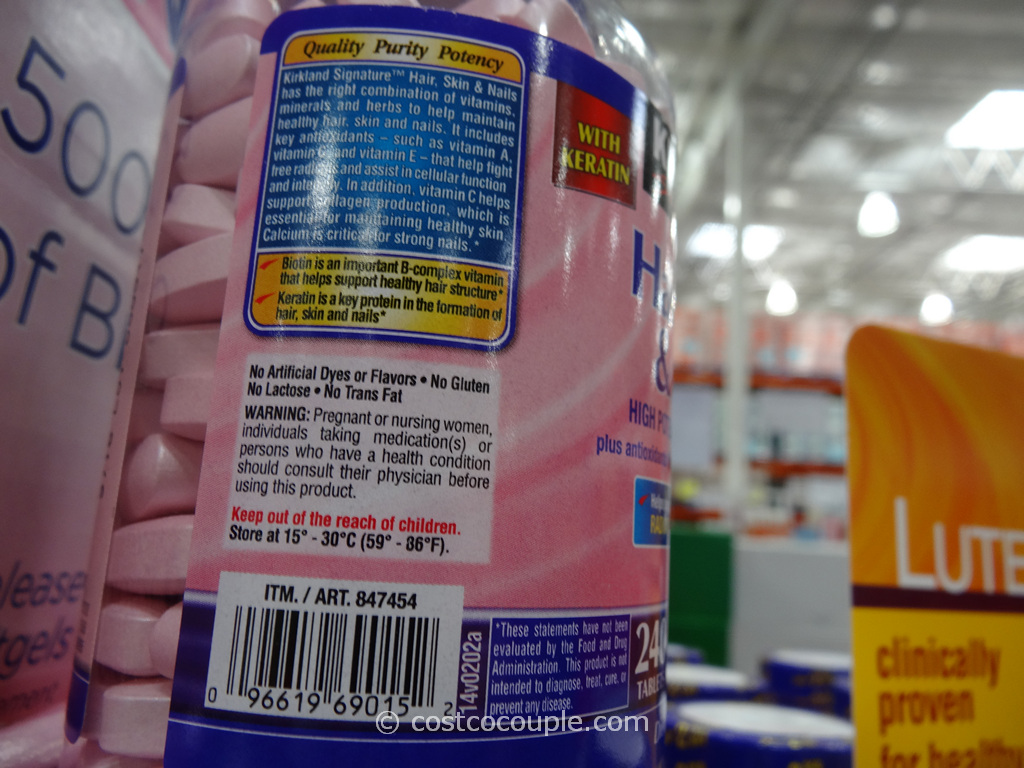 500
of B
Quality Purity Potency
Kirkland Signature™ Hair, Skin & Nails
has the right combination of vitamins,
minerals and herbs to help maintain
healthy hair, skin and nails. It includes
key antioxidants – such as vitamin A,
vitamin C and vitamin E – that help fight
free radicals and assist in cellular function
and integrity. In addition, vitamin C helps
support collagen production, which is
essential for maintaining healthy skin.
Calcium is critical for strong nails.*
Biotin is an important B-complex vitamin
that helps support healthy hair structure*
Keratin is a key protein in the formation of
hair, skin and nails*
No Artificial Dyes or Flavors • No Gluten
No Lactose • No Trans Fat
WARNING: Pregnant or nursing women,
individuals taking medication(s) or
persons who have a health condition
should consult their physician before
using this product.
Keep out of the reach of children.
Store at 15° - 30°C (59° - 86°F).
ITM. / ART. 847454
0 96619 69015 2
14v0202a
*These statements have not been
evaluated by the Food and Drug
Administration. This product is not
intended to diagnose, treat, cure, or
prevent any disease.
WITH
KERATIN
K
H
&
HIGH
plus antioxidants
24
TABLE
LUTE
clinically
proven
for healthy
© costcocouple.com